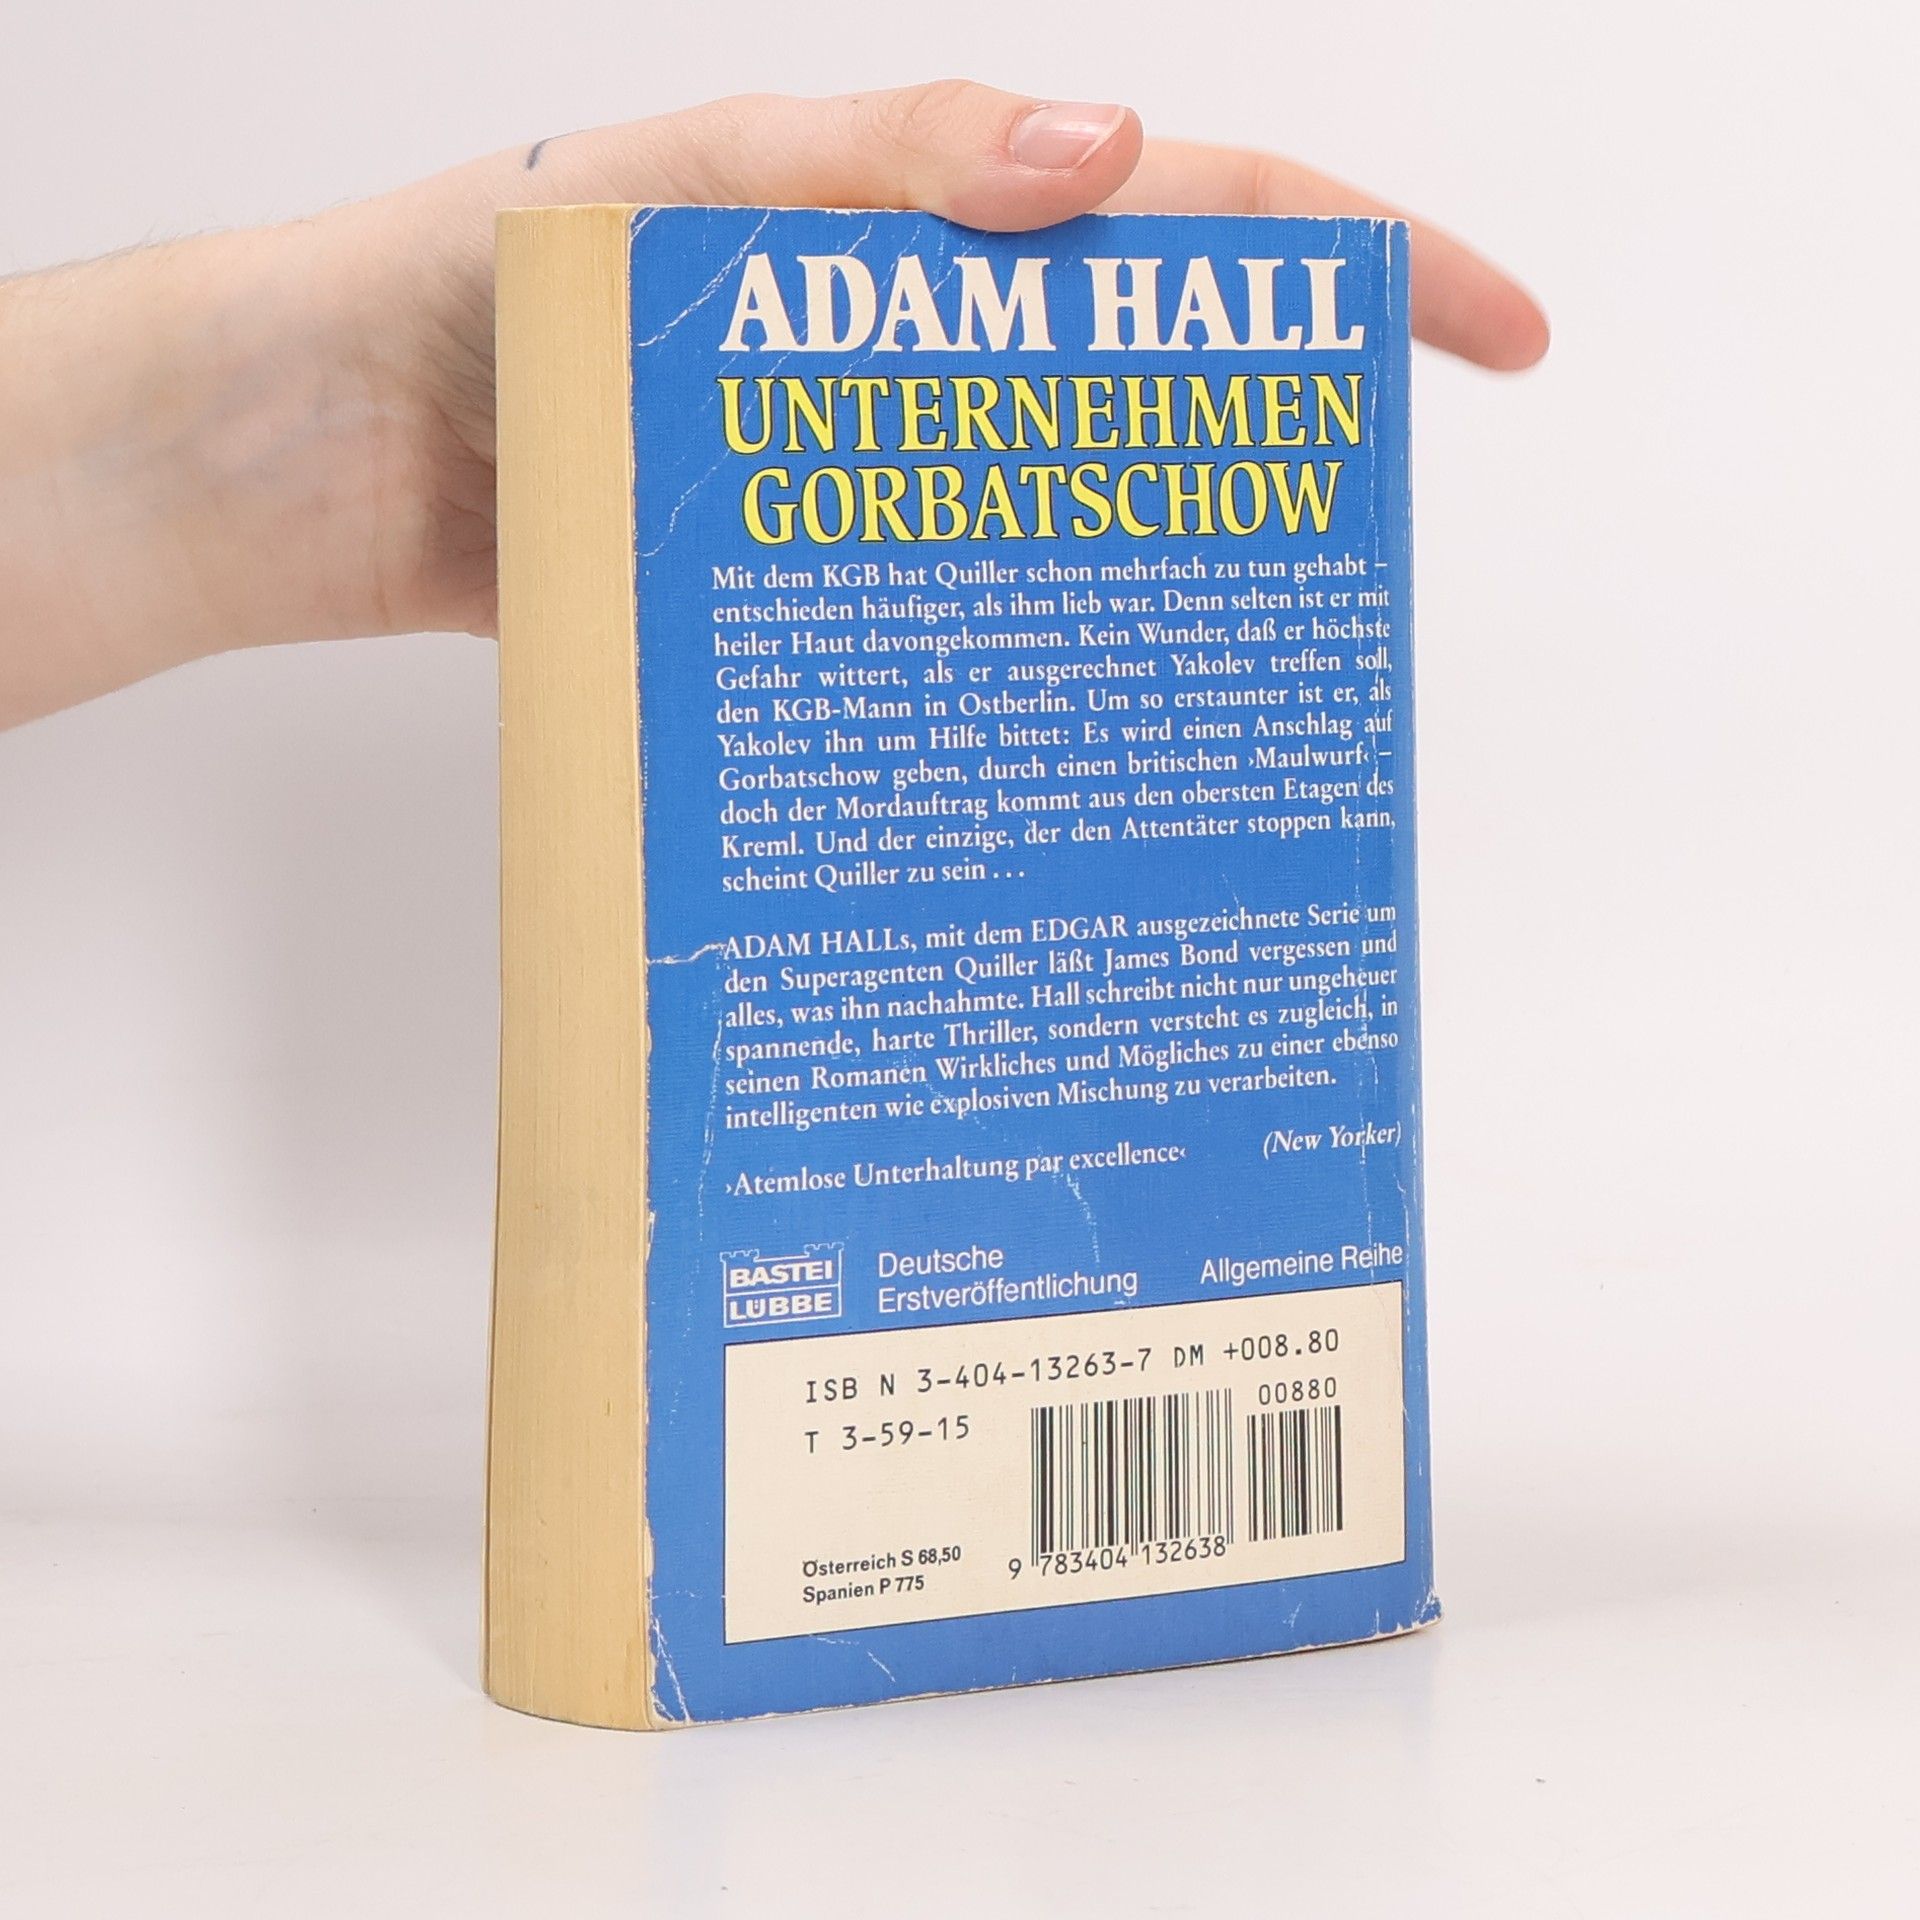 ADAM HALL
UNTERNEHMEN
GORBATSCHOW
Mit dem KGB hat Quiller schon mehrfach zu tun gehabt –
entschieden häufiger, als ihm lieb war. Denn selten ist er mit
heiler Haut davongekommen. Kein Wunder, daß er höchste
Gefahr wittert, als er ausgerechnet Yakolev treffen soll,
den KGB-Mann in Ostberlin. Um so erstaunter ist er, als
Yakolev ihn um Hilfe bittet: Es wird einen Anschlag auf
Gorbatschow geben, durch einen britischen ›Maulwurf‹ –
doch der Mordauftrag kommt aus den obersten Etagen des
Kreml. Und der einzige, der den Attentäter stoppen kann,
scheint Quiller zu sein . . .
ADAM HALLs, mit dem EDGAR ausgezeichnete Serie um
den Superagenten Quiller läßt James Bond vergessen und
alles, was ihn nachahmte. Hall schreibt nicht nur ungeheuer
spannende, harte Thriller, sondern versteht es zugleich, in
seinen Romanen Wirkliches und Mögliches zu einer ebenso
intelligenten wie explosiven Mischung zu verarbeiten.
›Atemlose Unterhaltung par excellence‹ (New Yorker)
BASTEI
LÜBBE
Deutsche
Erstveröffentlichung
Allgemeine Reihe
ISB N 3-404-13263-7 DM +008.80
00880
T 3-59-15
Österreich S 68,50
Spanien P 775
9 783404 132638